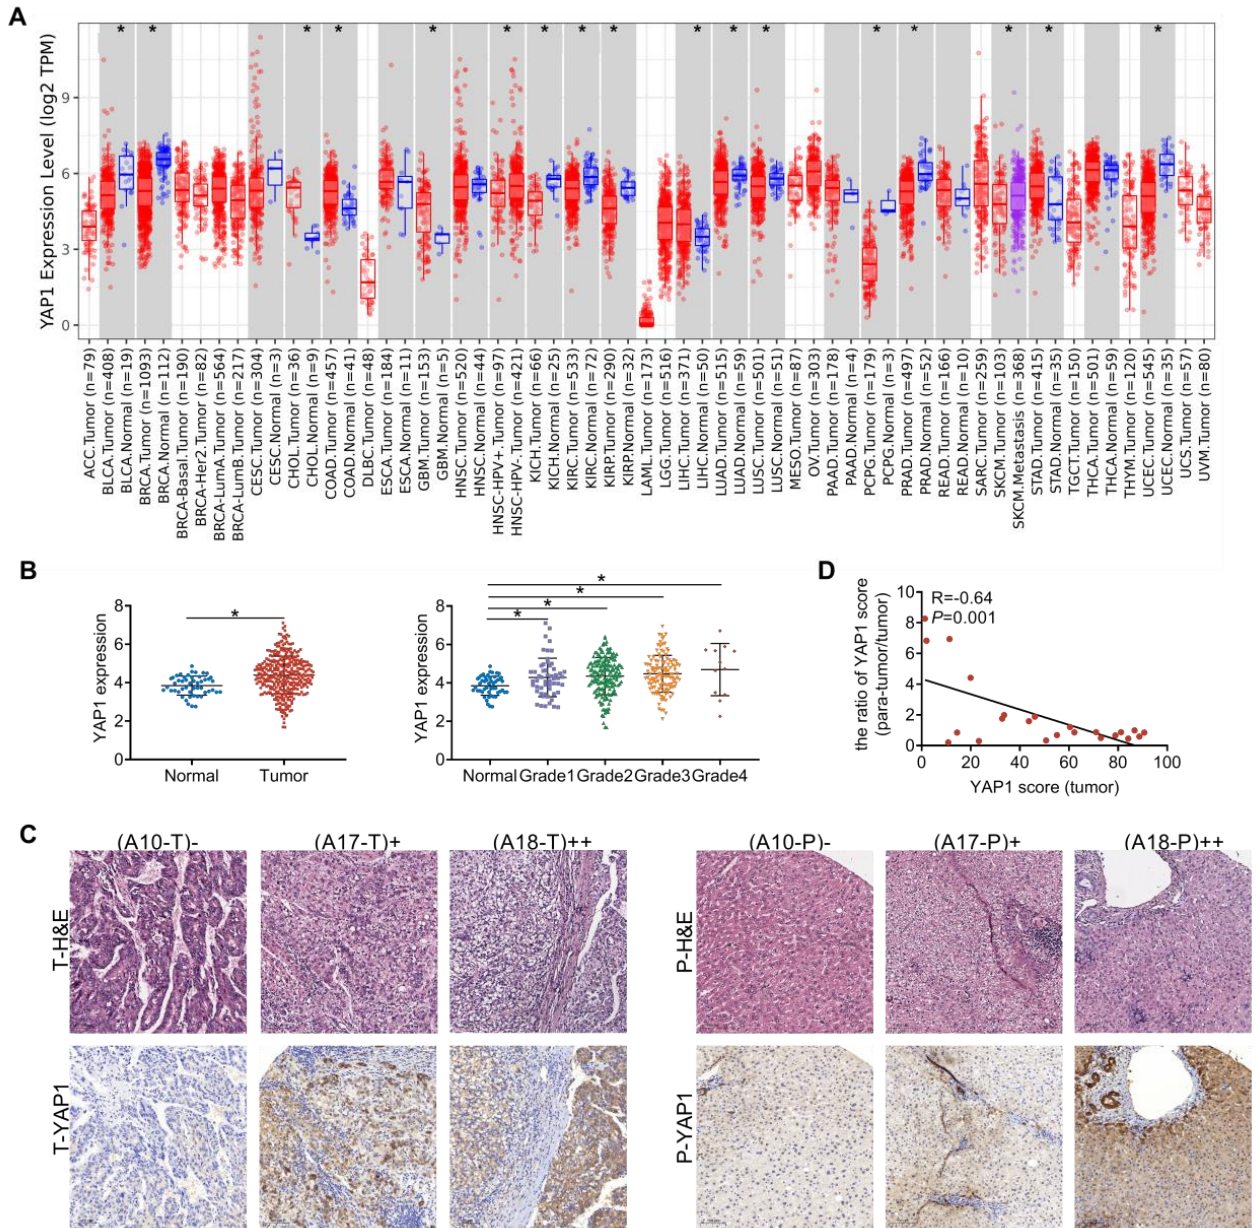 A
* * * * * * * * * * * * * * * * * *
YAP1 Expression Level (log2 TPM)
9
6
3
0
ACC.Tumor (n=79)
BLCA.Tumor (n=408)
BLCA.Normal (n=19)
BRCA.Tumor (n=1093)
BRCA.Normal (n=112)
BRCA-Basal.Tumor (n=190)
BRCA-Her2.Tumor (n=82)
BRCA-LumA.Tumor (n=564)
BRCA-LumB.Tumor (n=217)
CESC.Tumor (n=304)
CESC.Normal (n=3)
CHOL.Tumor (n=36)
CHOL.Normal (n=9)
COAD.Tumor (n=457)
COAD.Normal (n=41)
DLBC.Tumor (n=48)
ESCA.Tumor (n=184)
ESCA.Normal (n=11)
GBM.Tumor (n=153)
GBM.Normal (n=5)
HNSC.Tumor (n=520)
HNSC.Normal (n=44)
HNSC-HPV+.Tumor (n=97)
HNSC-HPV-.Tumor (n=421)
KICH.Tumor (n=66)
KICH.Normal (n=25)
KIRC.Tumor (n=533)
KIRC.Normal (n=72)
KIRP.Tumor (n=290)
KIRP.Normal (n=32)
LAML.Tumor (n=173)
LGG.Tumor (n=516)
LIHC.Tumor (n=371)
LIHC.Normal (n=50)
LUAD.Tumor (n=515)
LUAD.Normal (n=59)
LUSC.Tumor (n=501)
LUSC.Normal (n=51)
MESO.Tumor (n=87)
OV.Tumor (n=303)
PAAD.Tumor (n=178)
PAAD.Normal (n=4)
PCPG.Tumor (n=179)
PCPG.Normal (n=3)
PRAD.Tumor (n=497)
PRAD.Normal (n=52)
READ.Tumor (n=166)
READ.Normal (n=10)
SARC.Tumor (n=259)
SKCM.Tumor (n=103)
SKCM.Metastasis (n=368)
STAD.Tumor (n=415)
STAD.Normal (n=35)
TGCT.Tumor (n=150)
THCA.Tumor (n=501)
THCA.Normal (n=59)
THYM.Tumor (n=120)
UCEC.Tumor (n=545)
UCEC.Normal (n=35)
UCS.Tumor (n=57)
UVM.Tumor (n=80)
B
YAP1 expression
8
6
4
2
0
*
Normal Tumor
YAP1 expression
8
6
4
2
0
*
*
*
*
Normal Grade1 Grade2 Grade3 Grade4
D
the ratio of YAP1 score
(para-tumor/tumor)
10
8
6
4
2
0
R=-0.64
P=0.001
0 20 40 60 80 100
YAP1 score (tumor)
C
(A10-T)- (A17-T)+ (A18-T)++
T-H&E
T-YAP1
(A10-P)- (A17-P)+ (A18-P)++
P-H&E
P-YAP1